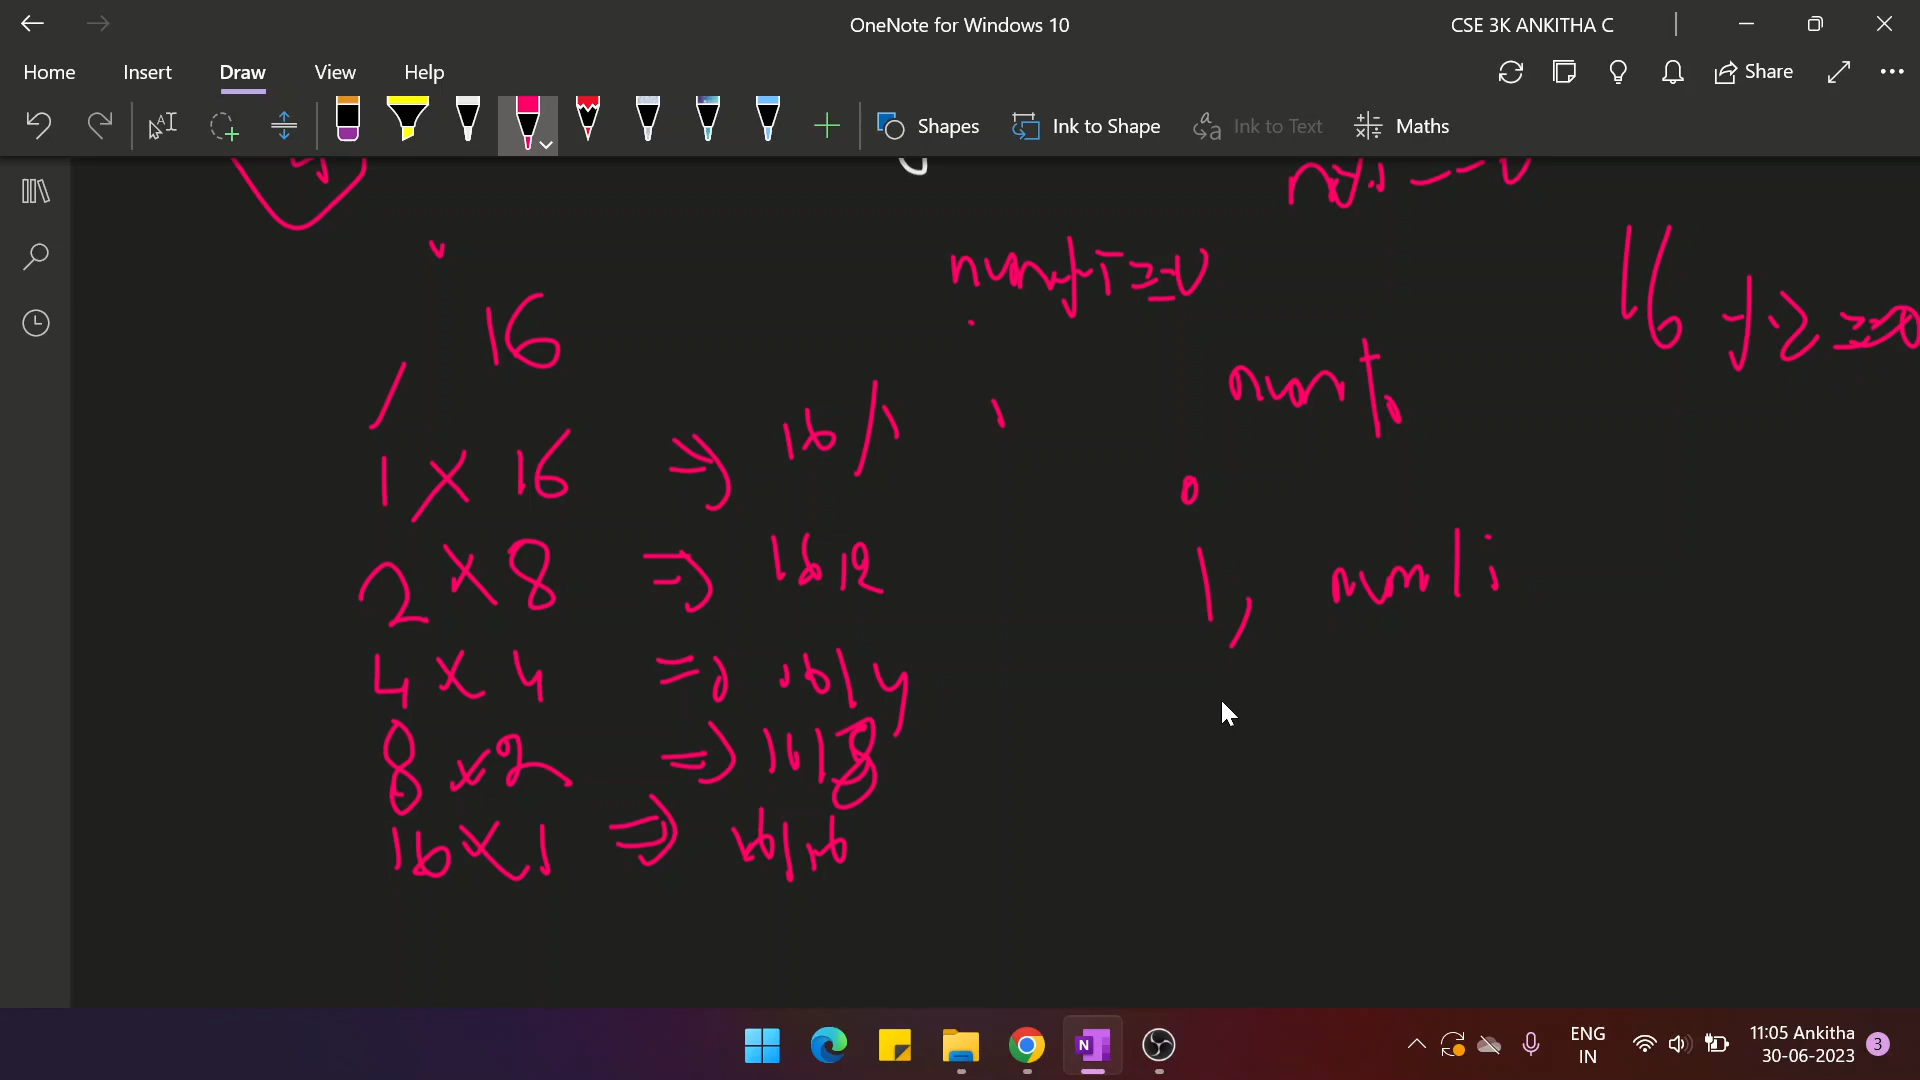 OneNote for Windows 10
CSE 3K ANKITHA C
Home Insert Draw View Help
Share
Shapes Ink to Shape Ink to Text Maths
num%i==0
16
16%2==0
num%
1 x 16 => 16/1
2 x 8 => 16/2
1, num/i
4 x 4 => 16/4
8 x 2 => 16/8
16 x 1 => 16/16
ENG
IN
11:05 Ankitha
30-06-2023
3